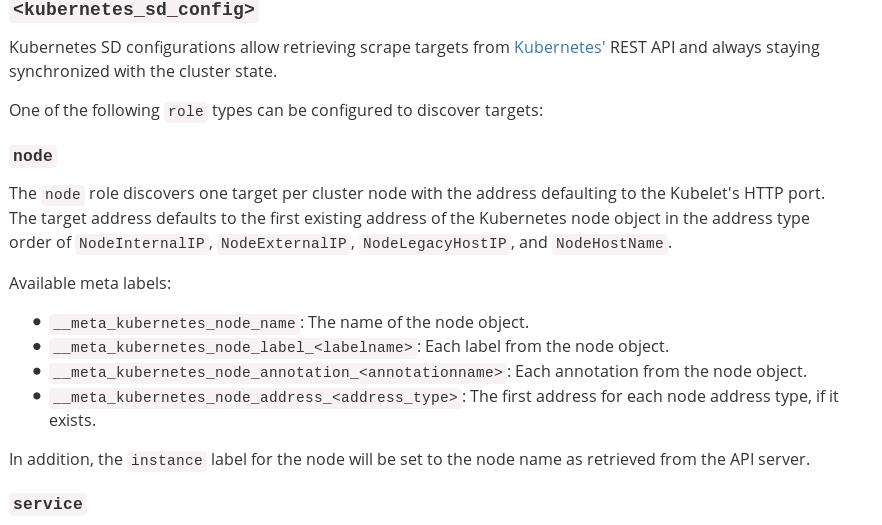 <kubernetes_sd_config>
Kubernetes SD configurations allow retrieving scrape targets from Kubernetes' REST API and always staying
synchronized with the cluster state.
One of the following role types can be configured to discover targets:
node
The node role discovers one target per cluster node with the address defaulting to the Kubelet's HTTP port.
The target address defaults to the first existing address of the Kubernetes node object in the address type
order of NodeInternalIP, NodeExternalIP, NodeLegacyHostIP, and NodeHostName.
Available meta labels:
• __meta_kubernetes_node_name: The name of the node object.
• __meta_kubernetes_node_label_<labelname>: Each label from the node object.
• __meta_kubernetes_node_annotation_<annotationname>: Each annotation from the node object.
• __meta_kubernetes_node_address_<address_type>: The first address for each node address type, if it
exists.
In addition, the instance label for the node will be set to the node name as retrieved from the API server.
service